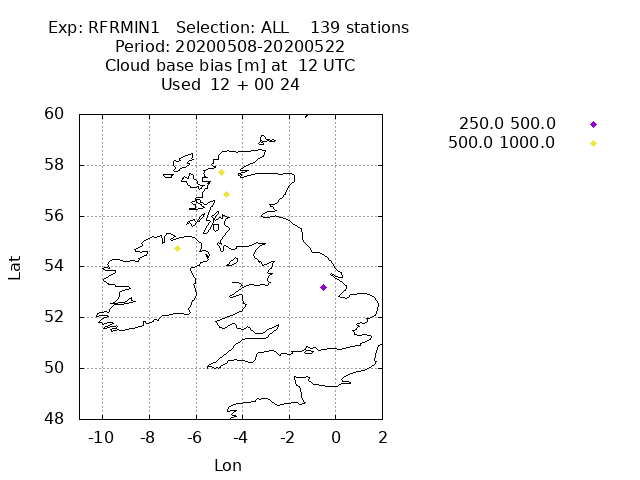 Exp: RFRMIN1   Selection: ALL    139 stations
Period: 20200508-20200522
Cloud base bias [m] at  12 UTC
Used  12 + 00 24
250.0 500.0
500.0 1000.0
60
58
56
54
52
50
48
Lat
-10 -8 -6 -4 -2 0 2
Lon